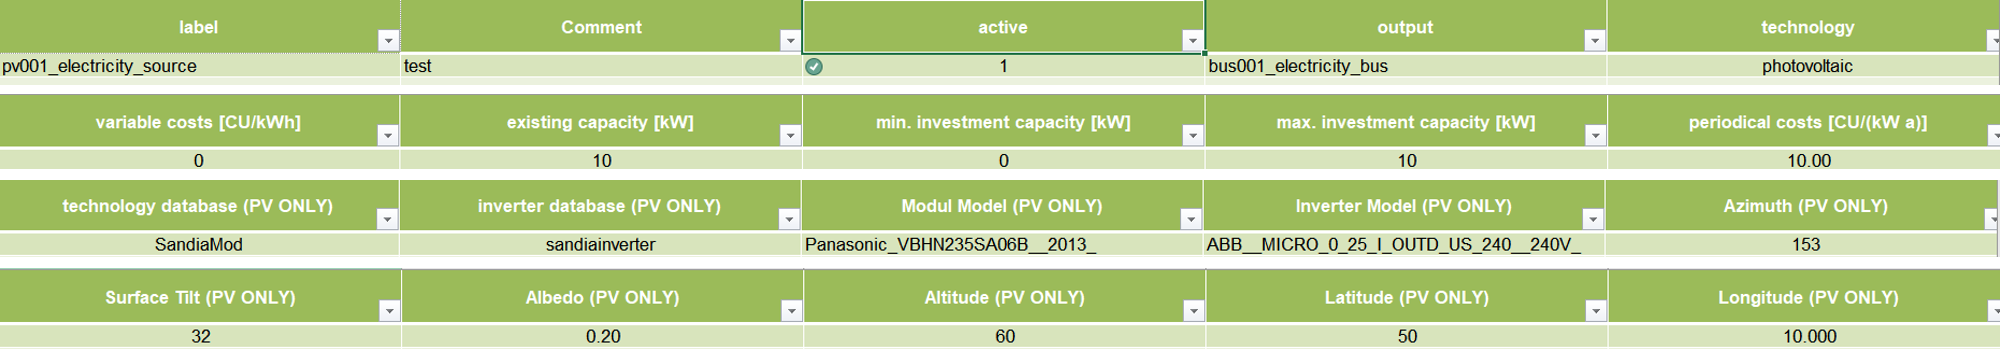 label Comment active output technology
pv001_electricity_source test 1 bus001_electricity_bus photovoltaic
variable costs [CU/kWh] existing capacity [kW] min. investment capacity [kW] max. investment capacity [kW] periodical costs [CU/(kW a)]
0 10 0 10 10.00
technology database (PV ONLY) inverter database (PV ONLY) Modul Model (PV ONLY) Inverter Model (PV ONLY) Azimuth (PV ONLY)
SandiaMod sandiainverter Panasonic_VBHN235SA06B__2013_ ABB__MICRO_0_25_I_OUTD_US_240__240V_ 153
Surface Tilt (PV ONLY) Albedo (PV ONLY) Altitude (PV ONLY) Latitude (PV ONLY) Longitude (PV ONLY)
32 0.20 60 50 10.000